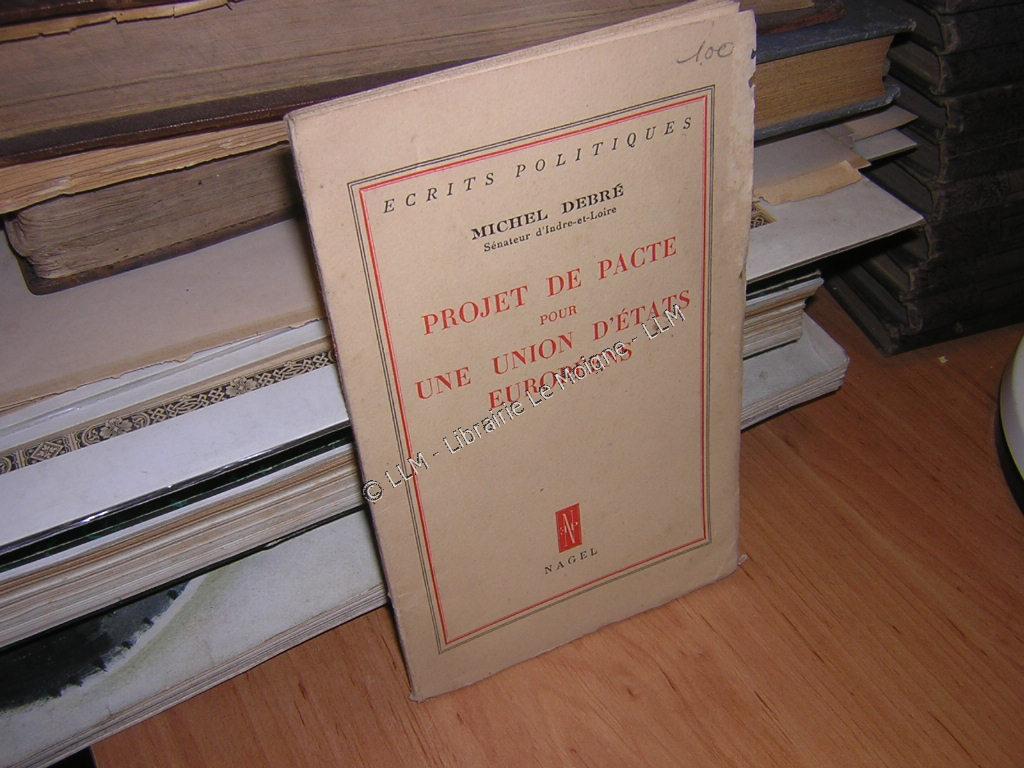 100
ECRITS POLITIQUES
MICHEL DEBRÉ
Sénateur d'Indre-et-Loire
PROJET DE PACTE
POUR
UNE UNION D'ÉTATS
EUROPÉENS
© LLM - Librairie Le Moigne - LLM
NAGEL